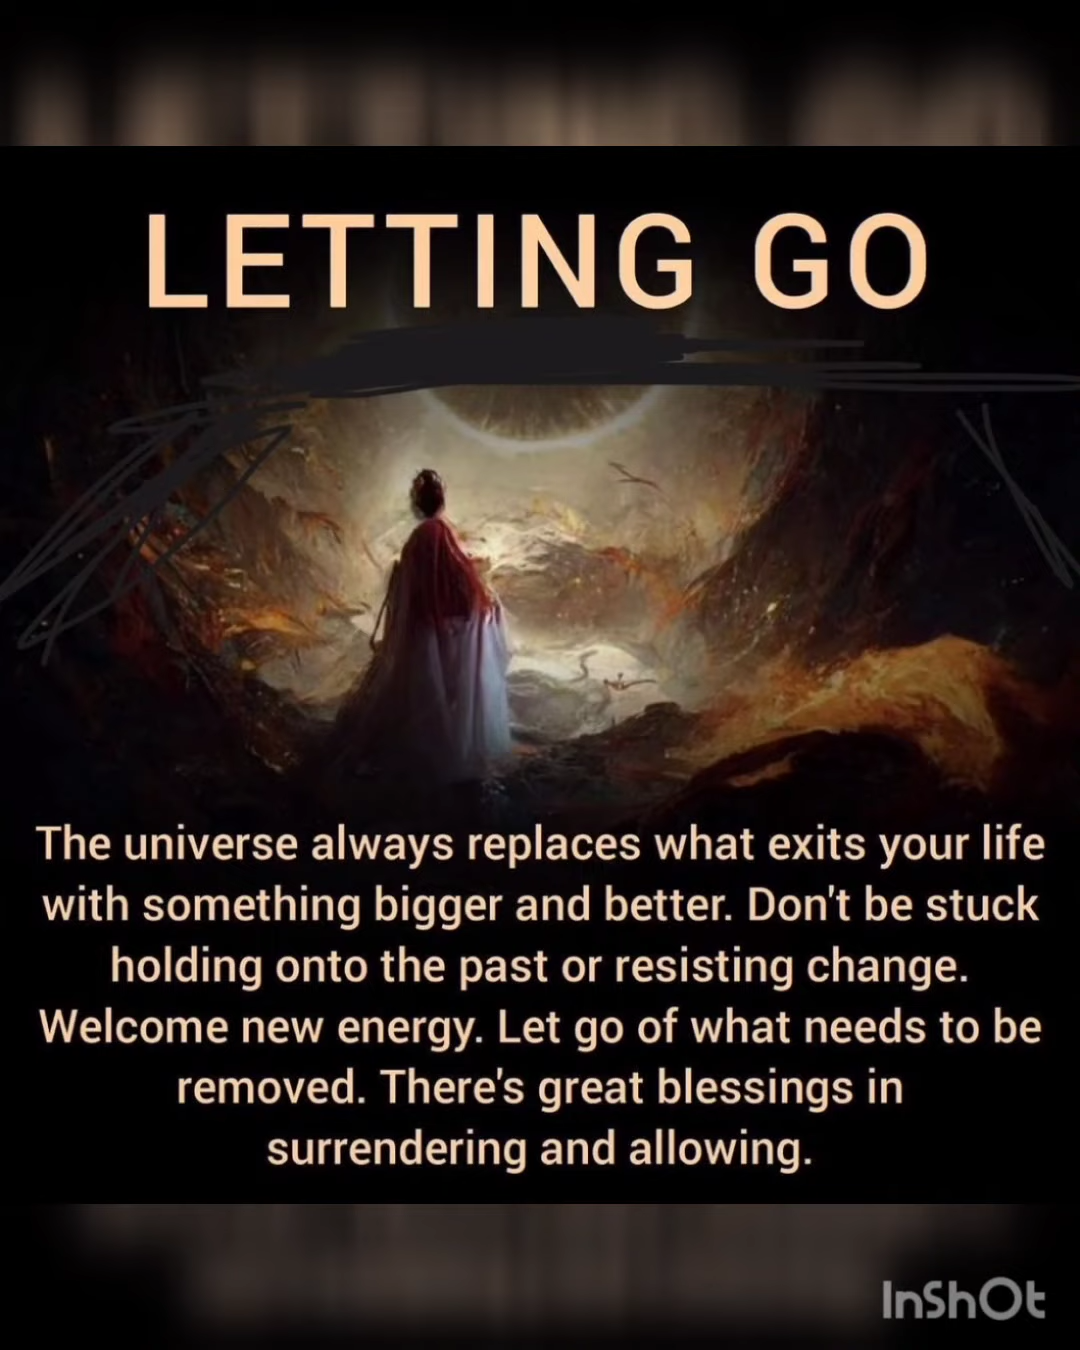 LETTING GO
The universe always replaces what exits your life
with something bigger and better. Don't be stuck
holding onto the past or resisting change.
Welcome new energy. Let go of what needs to be
removed. There's great blessings in
surrendering and allowing.
InShOt